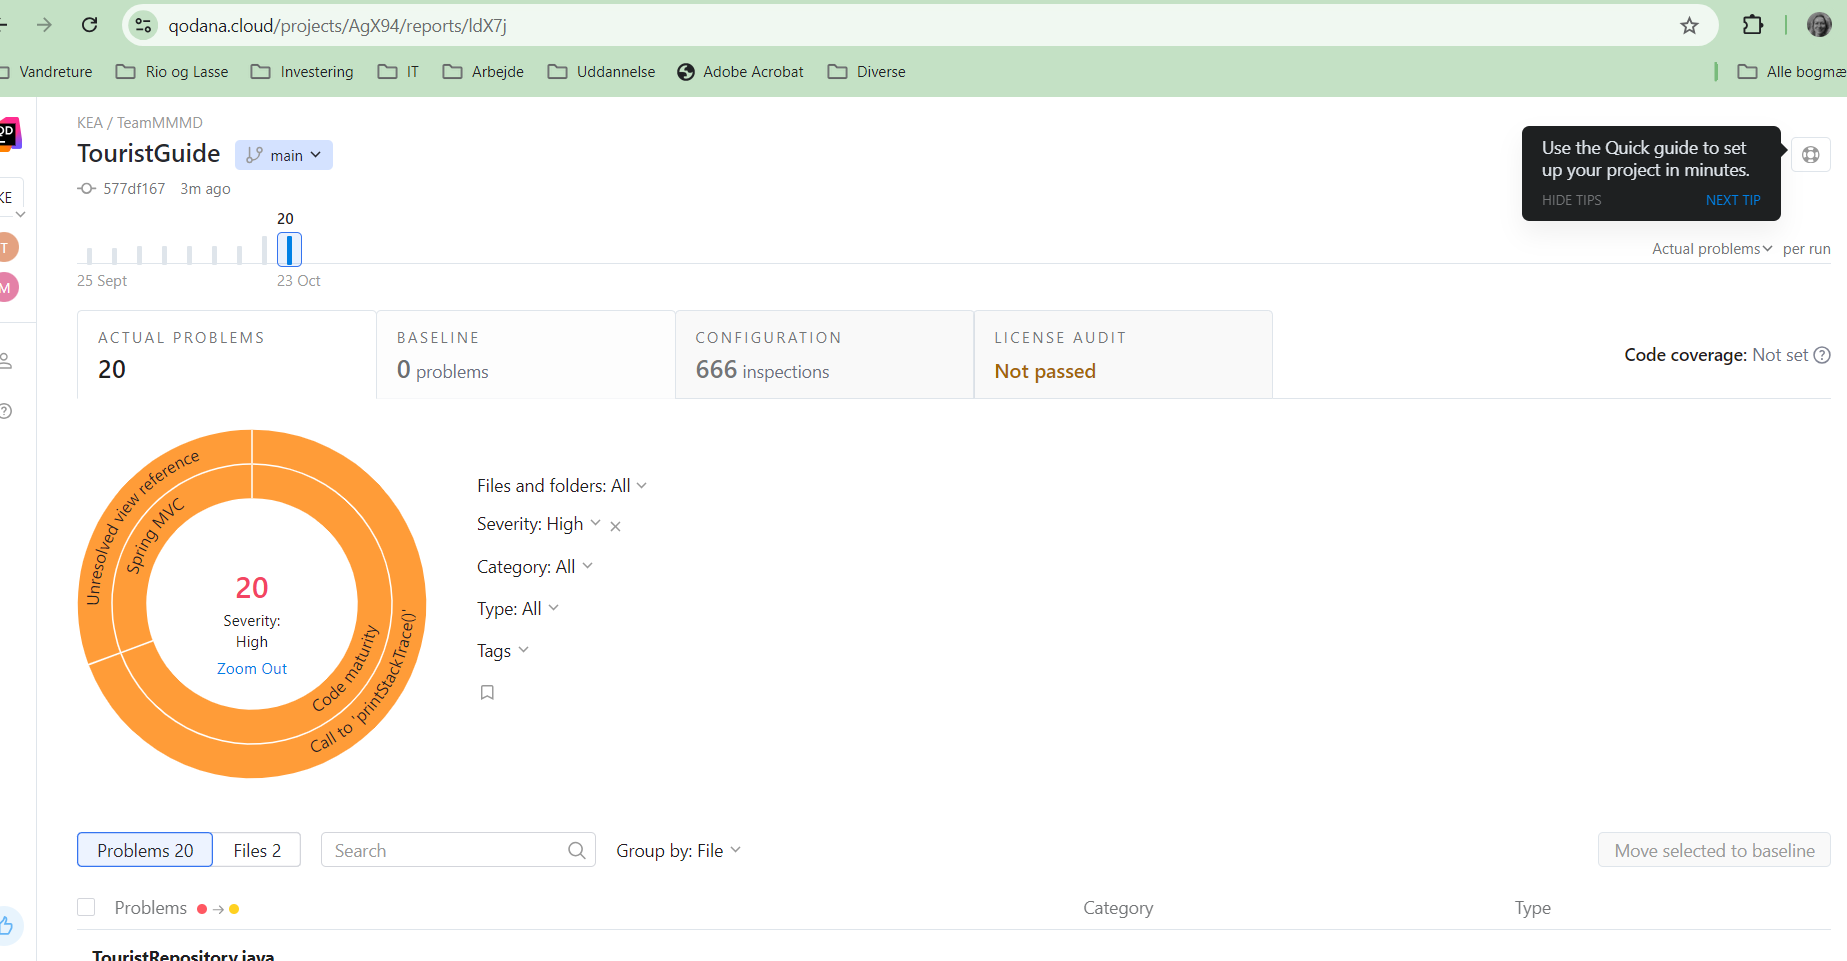 qodana.cloud/projects/AgX94/reports/ldX7j
Vandreture Rio og Lasse Investering IT Arbejde Uddannelse Adobe Acrobat Diverse Alle bogmæ
QD
KE
T
M
KEA / TeamMMMD
TouristGuide main
577df167 3m ago
Use the Quick guide to set
up your project in minutes.
HIDE TIPS NEXT TIP
20
25 Sept 23 Oct
Actual problems per run
ACTUAL PROBLEMS
20
BASELINE
0 problems
CONFIGURATION
666 inspections
LICENSE AUDIT
Not passed
Code coverage: Not set
Unresolved view reference
Spring MVC
Code maturity
Call to 'printStackTrace()'
20
Severity:
High
Zoom Out
Files and folders: All
Severity: High
Category: All
Type: All
Tags
Problems 20 Files 2 Search Group by: File Move selected to baseline
Problems Category Type
TouristRepository.java